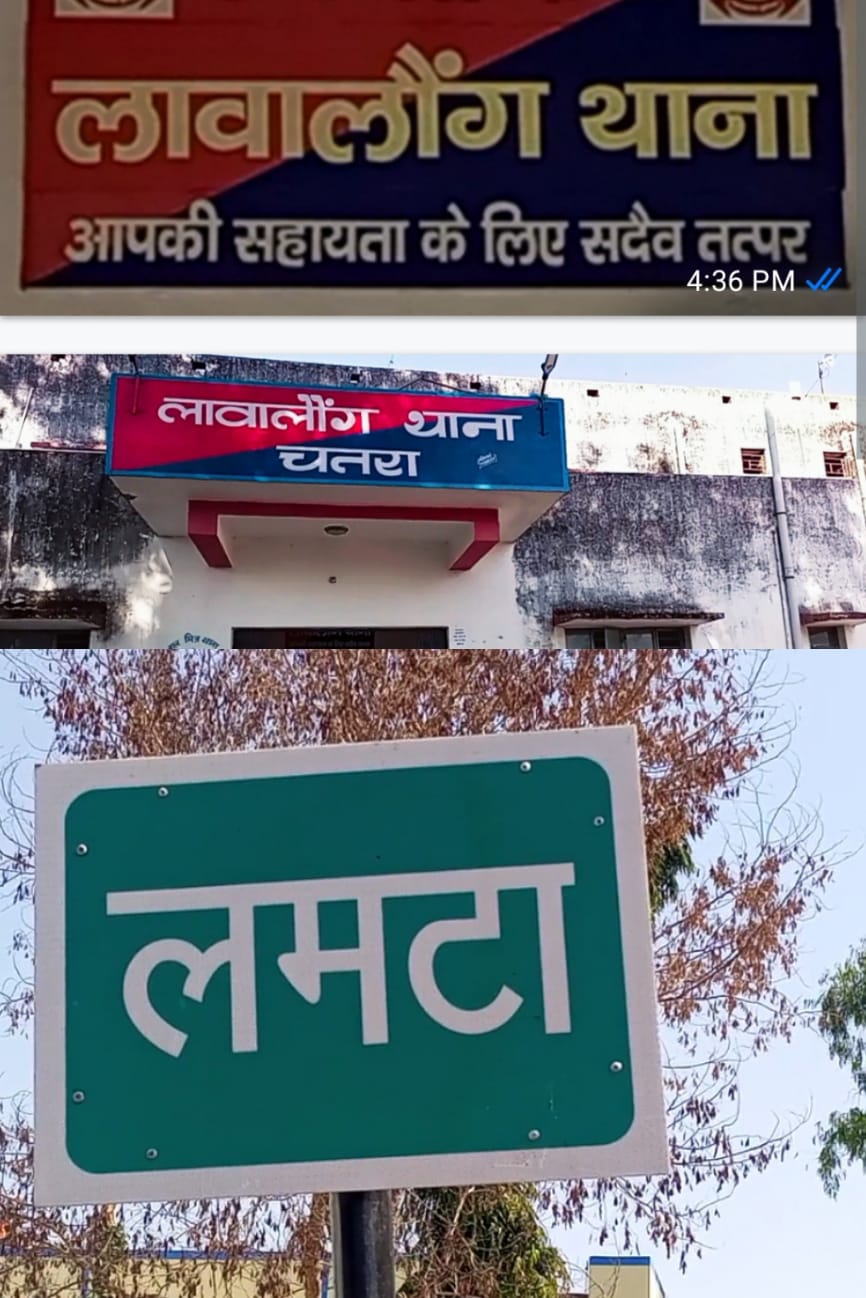 लावालौंग थाना
आपकी सहायता के लिए सदैव तत्पर
4:36 PM
लावालौंग थाना
चतरा
लमटा